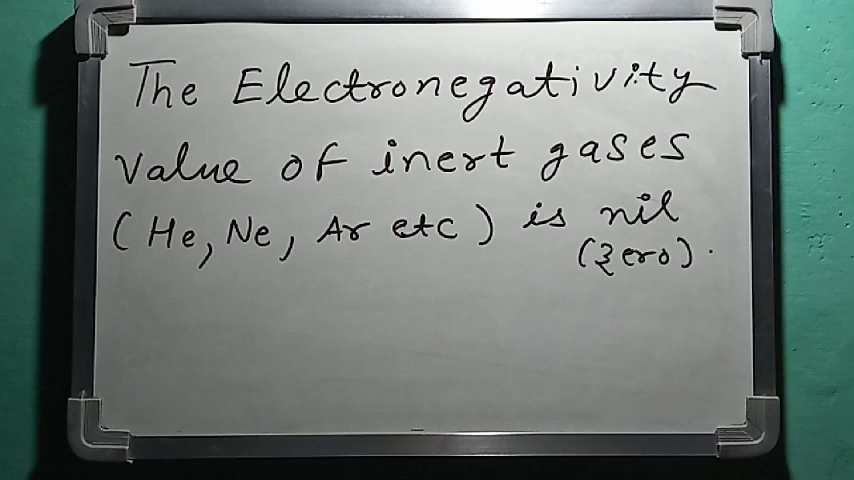 The Electronegativity
Value of inert gases
(He, Ne, Ar etc) is nil
(Zero).